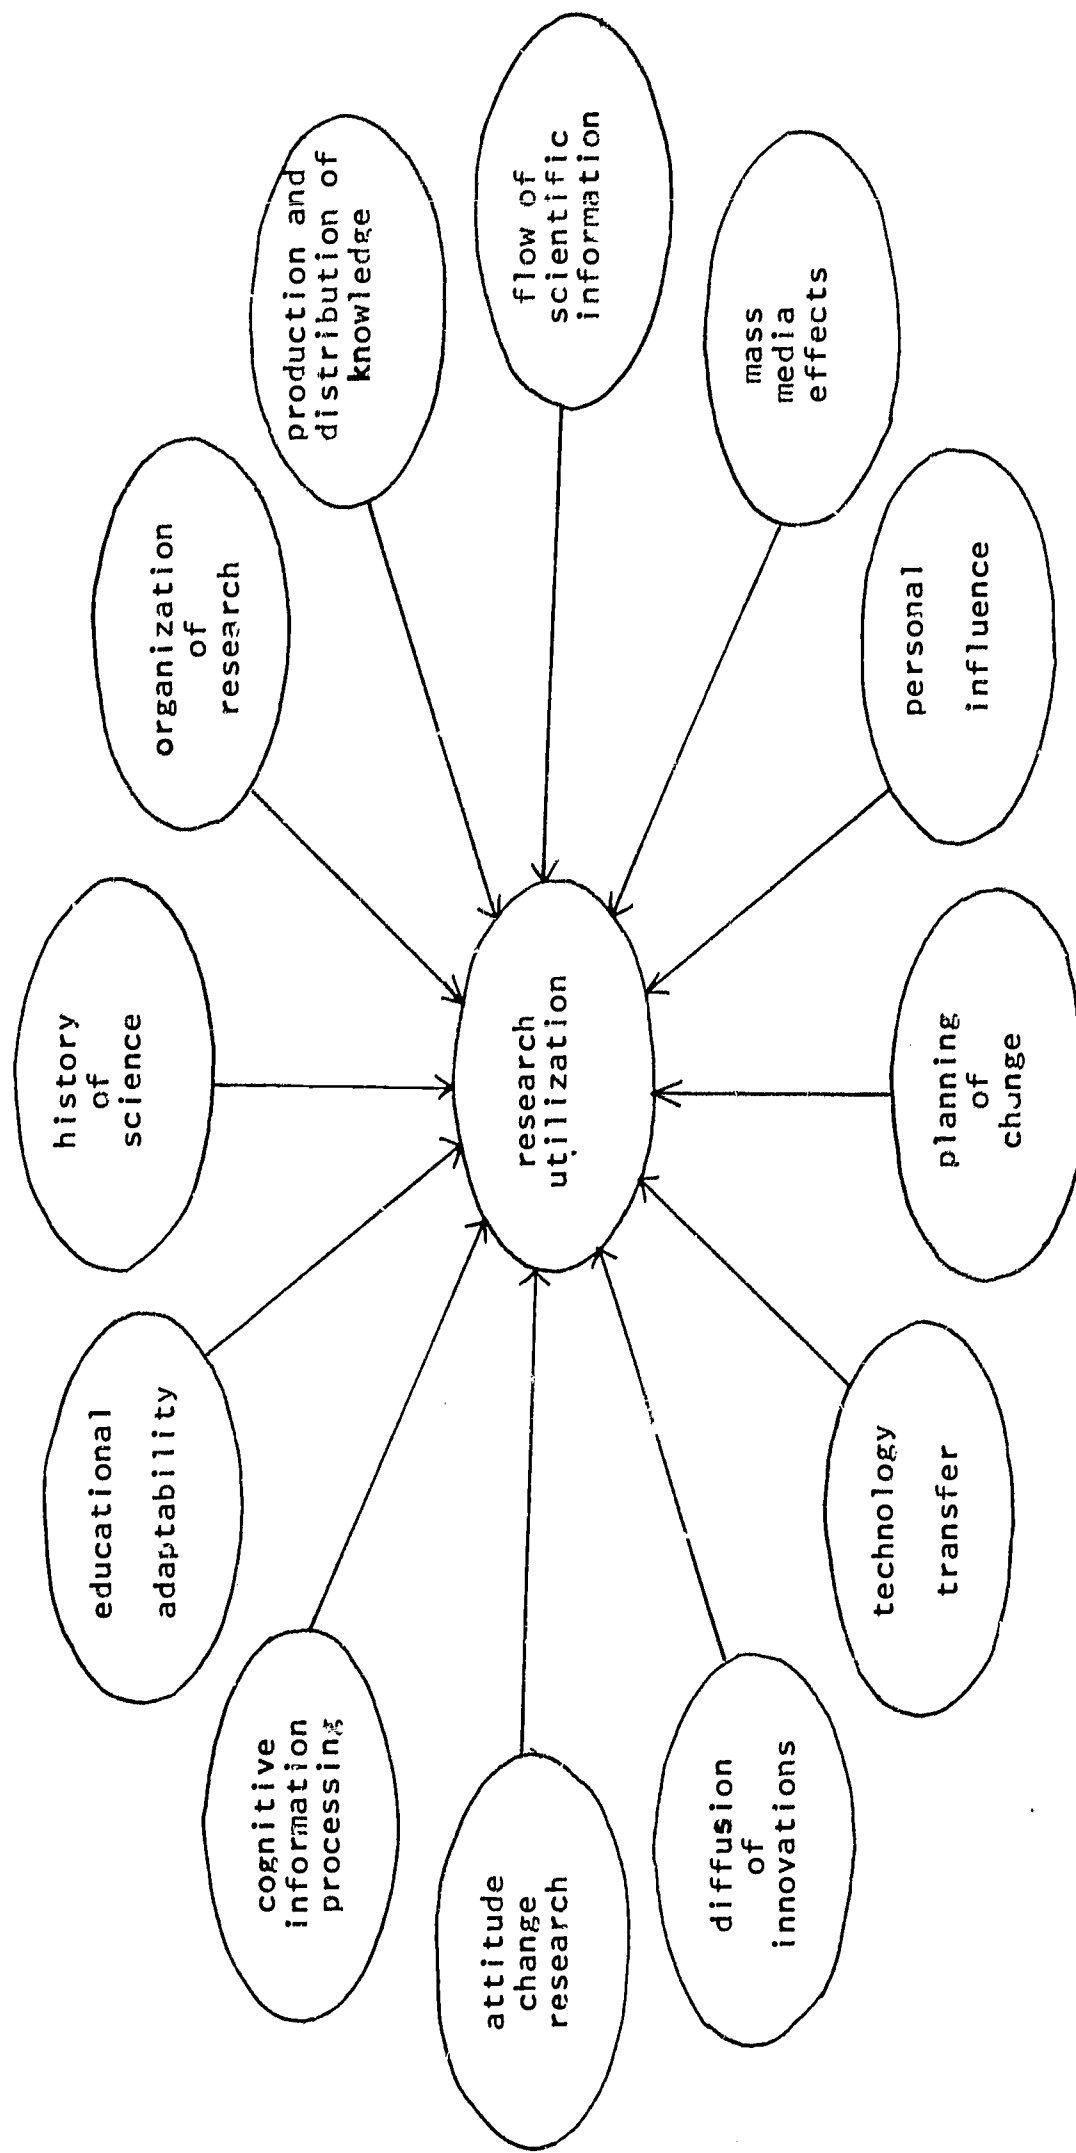 history
of
science
organization
of
research
production and
distribution of
knowledge
flow of
scientific
information
mass
media
effects
personal
influence
planning
of
change
technology
transfer
diffusion
of
innovations
attitude
change
research
cognitive
information
processing
educational
adaptability
research
utilization